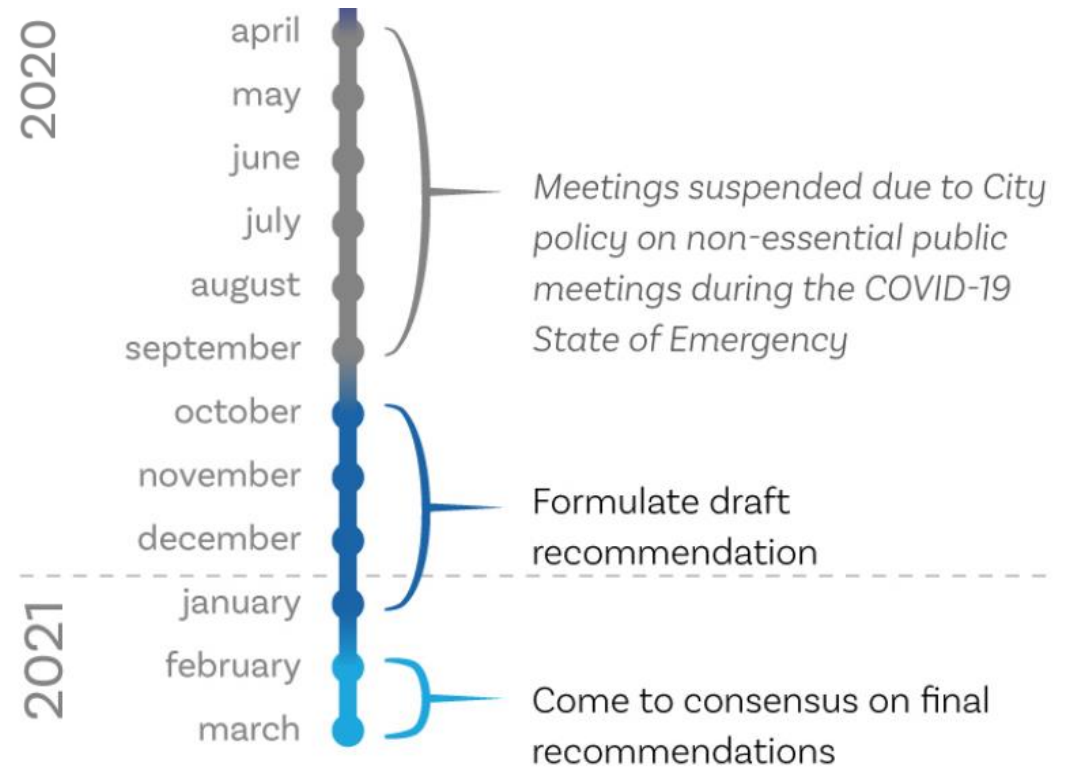 2020
april
may
june
july
august
september
october
november
december
Meetings suspended due to City
policy on non-essential public
meetings during the COVID-19
State of Emergency
Formulate draft
recommendation
2021
january
february
march
Come to consensus on final
recommendations